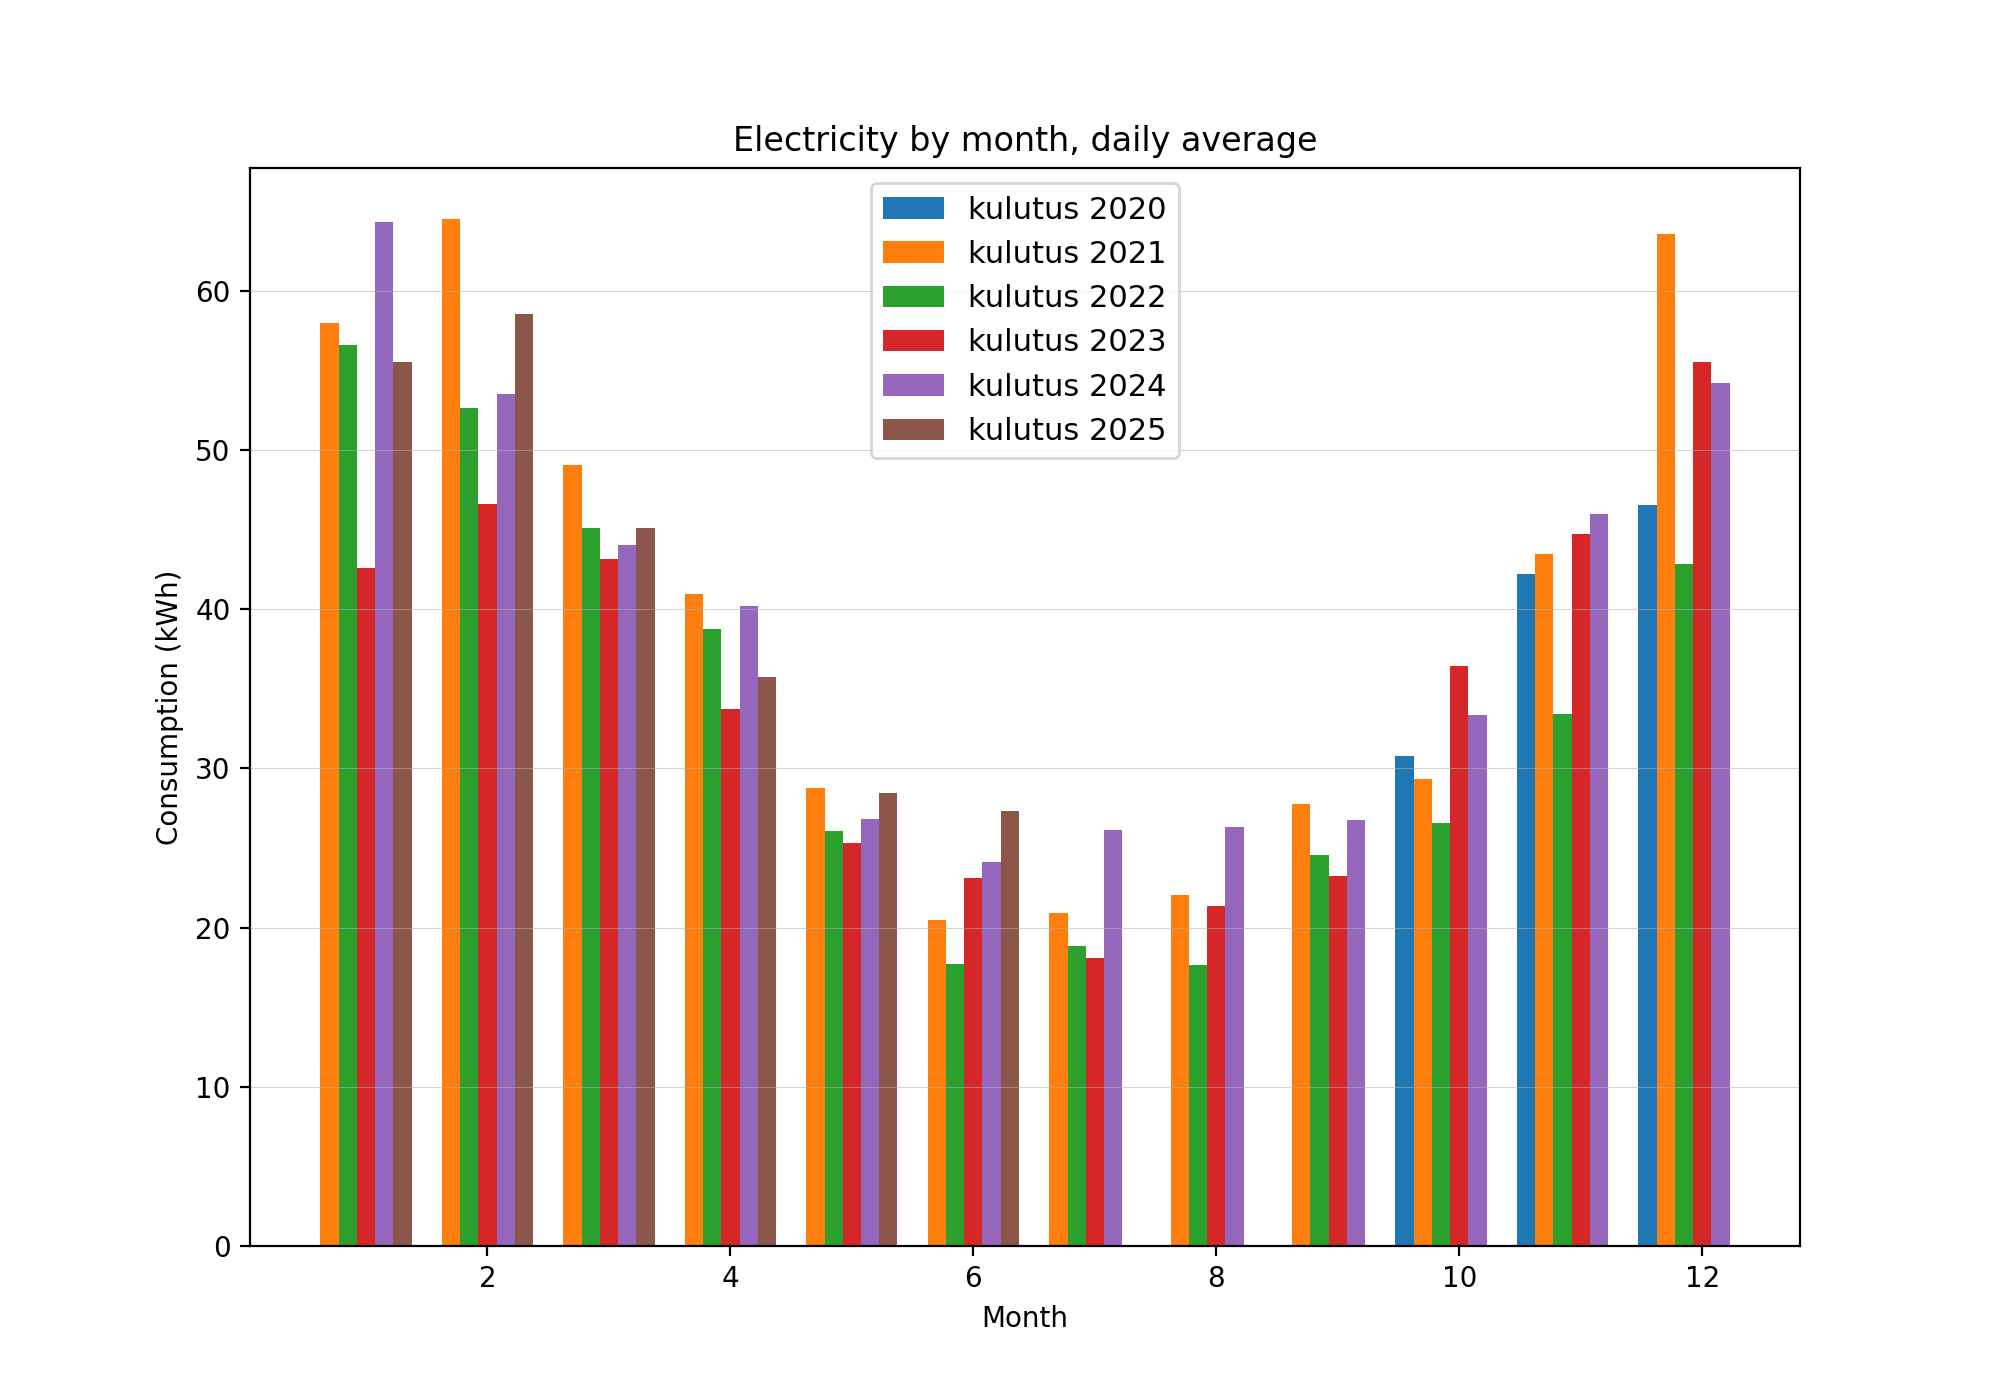 Electricity by month, daily average
kulutus 2020
kulutus 2021
kulutus 2022
kulutus 2023
kulutus 2024
kulutus 2025
Consumption (kWh)
60
50
40
30
20
10
0
2 4 6 8 10 12
Month